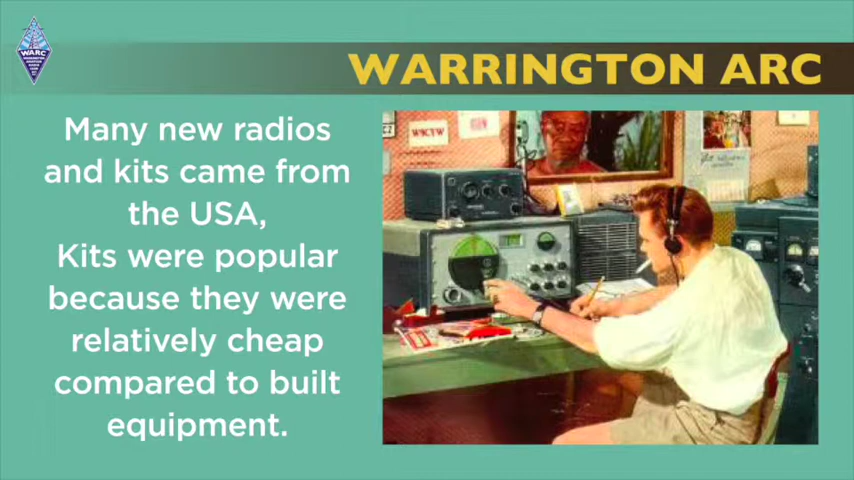 WARC
WARRINGTON ARC
Many new radios
and kits came from
the USA,
Kits were popular
because they were
relatively cheap
compared to built
equipment.